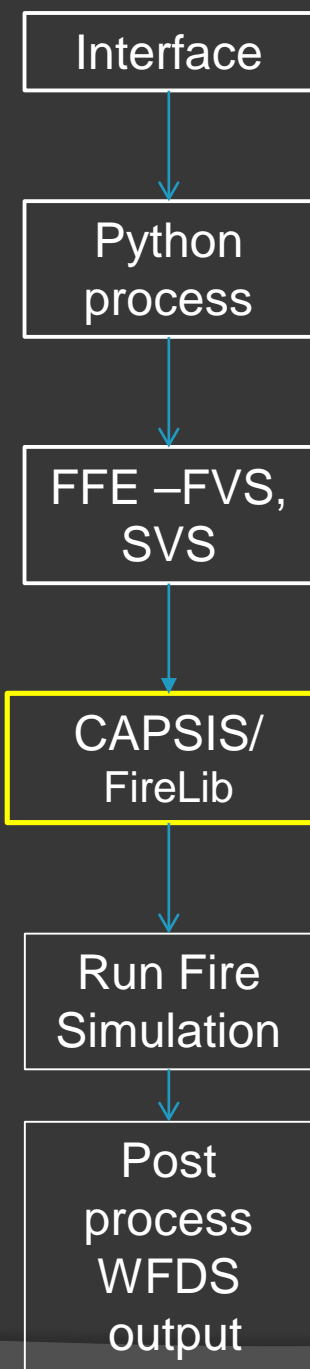 Interface
Python
process
FFE –FVS,
SVS
CAPSIS/
FireLib
Run Fire
Simulation
Post
process
WFDS
output